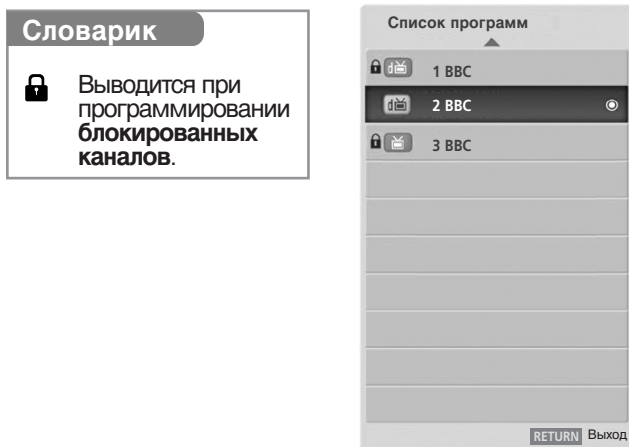 Словарик
Выводится при
программировании
блокированных
каналов.
Список программ
1 BBC
2 BBC
3 BBC
RETURN Выход